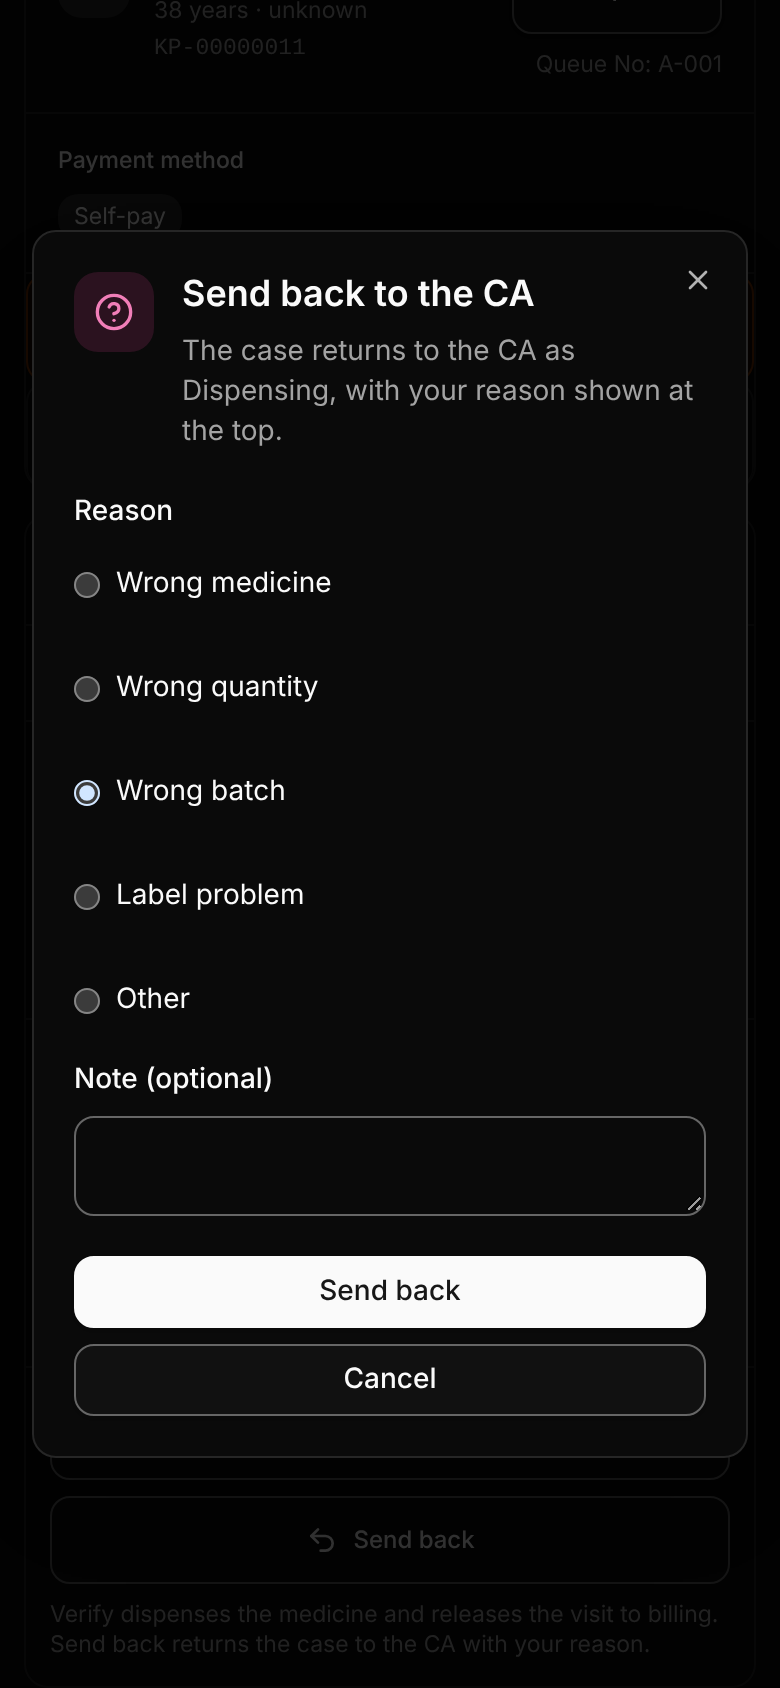 38 years · unknown
KP-00000011
Queue No: A-001
Payment method
Self-pay
Send back to the CA
The case returns to the CA as
Dispensing, with your reason shown at
the top.
Reason
Wrong medicine
Wrong quantity
Wrong batch
Label problem
Other
Note (optional)
Send back
Cancel
Send back
Verify dispenses the medicine and releases the visit to billing.
Send back returns the case to the CA with your reason.